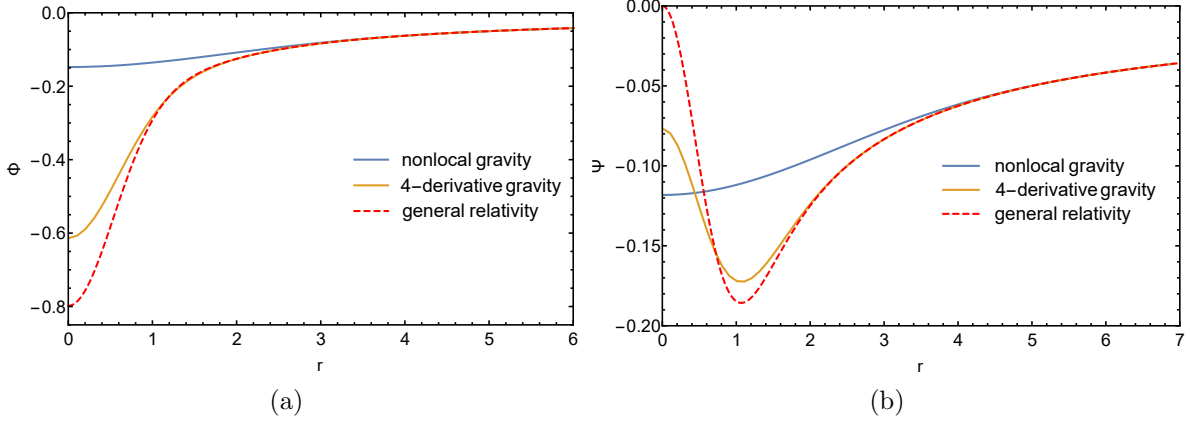 0.0
−0.2
−0.4
−0.6
−0.8
Φ
0 1 2 3 4 5 6
r
nonlocal gravity
4−derivative gravity
general relativity
(a)
0.00
−0.05
−0.10
−0.15
−0.20
Ψ
0 1 2 3 4 5 6 7
r
nonlocal gravity
4−derivative gravity
general relativity
(b)